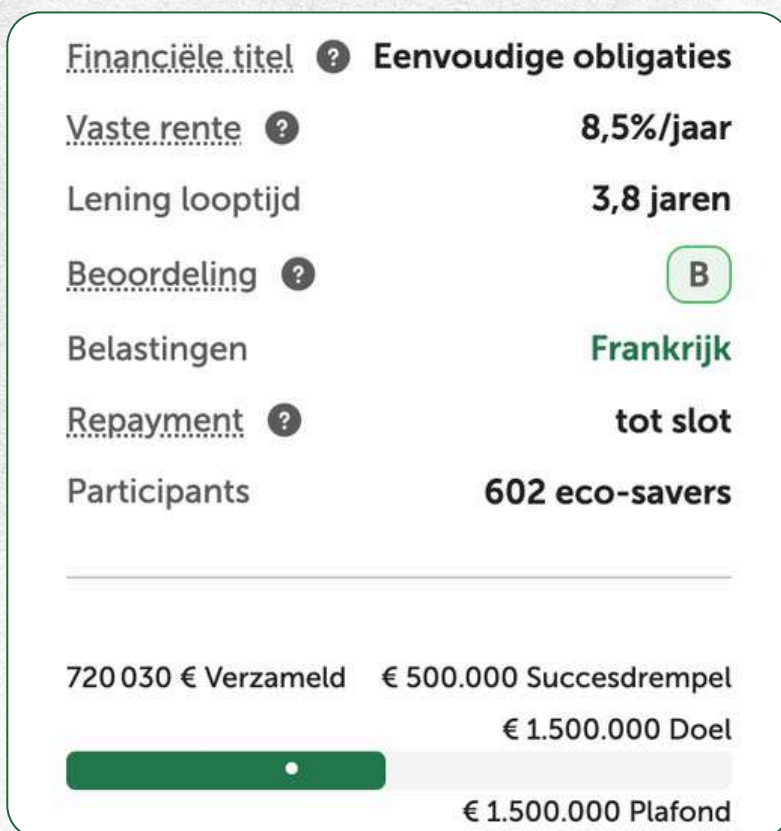 Financiële titel ? Eenvoudige obligaties
Vaste rente ? 8,5%/jaar
Lening looptijd 3,8 jaren
Beoordeling ? B
Belastingen Frankrijk
Repayment ? tot slot
Participants 602 eco-savers
720 030 € Verzameld € 500.000 Succesdrempel
€ 1.500.000 Doel
€ 1.500.000 Plafond